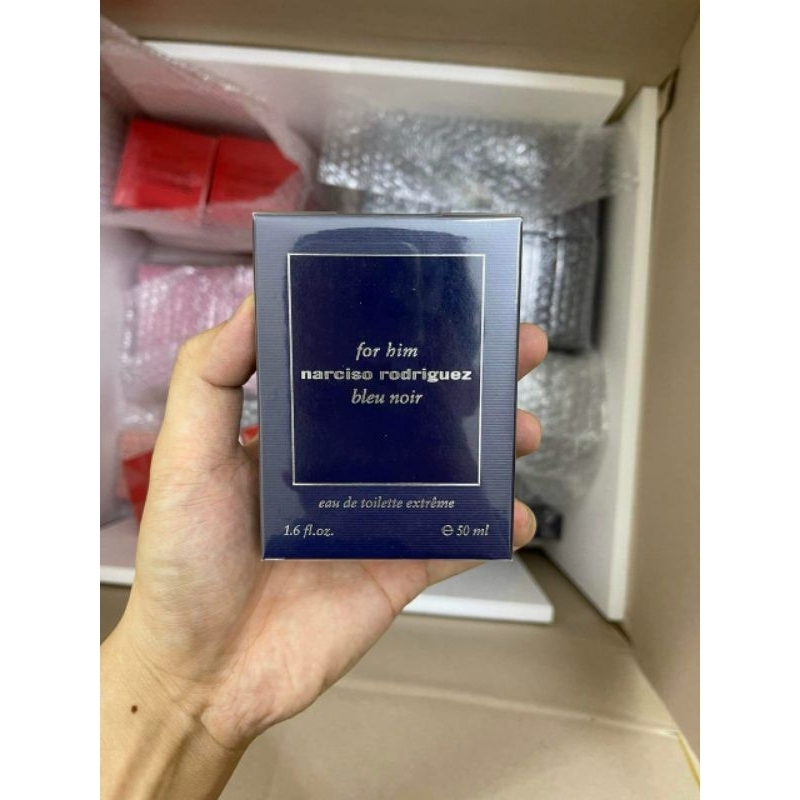 for him
narciso rodriguez
bleu noir
eau de toilette extrême
1.6 fl.oz. ℮ 50 ml